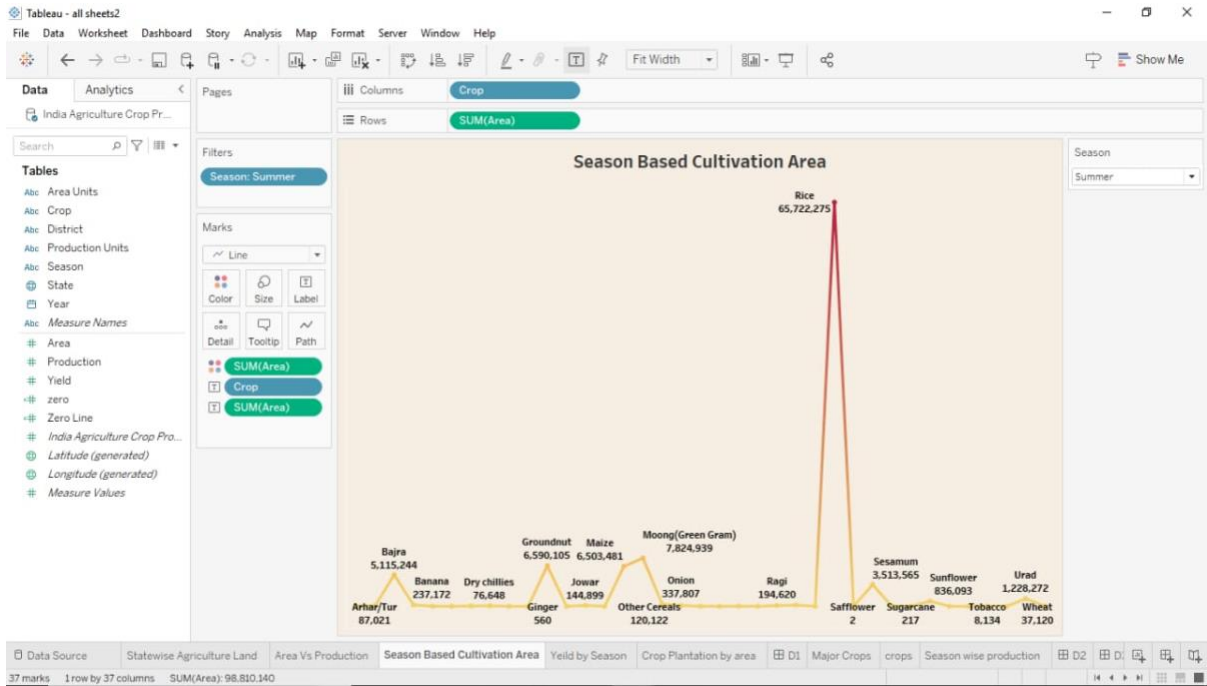 Tableau - all sheets2
File Data Worksheet Dashboard Story Analysis Map Format Server Window Help
Fit Width
Show Me
Data Analytics
India Agriculture Crop Pr...
Search
Tables
Abc Area Units
Abc Crop
Abc District
Abc Production Units
Abc Season
State
Year
Abc Measure Names
# Area
# Production
# Yield
=# zero
=# Zero Line
# India Agriculture Crop Pro...
Latitude (generated)
Longitude (generated)
# Measure Values
Pages
Filters
Season: Summer
Marks
Line
Color Size Label
Detail Tooltip Path
SUM(Area)
Crop
SUM(Area)
Columns Crop
Rows SUM(Area)
Season Based Cultivation Area
Rice
65,722,275
Bajra
5,115,244
Banana
237,172
Dry chillies
76,648
Groundnut
6,590,105
Maize
6,503,481
Jowar
144,899
Moong(Green Gram)
7,824,939
Onion
337,807
Ragi
194,620
Sesamum
3,513,565
Sunflower
836,093
Urad
1,228,272
Arhar/Tur
87,021
Ginger
560
Other Cereals
120,122
Safflower
2
Sugarcane
217
Tobacco
8,134
Wheat
37,120
Season
Summer
Data Source Statewise Agriculture Land Area Vs Production Season Based Cultivation Area Yeild by Season Crop Plantation by area D1 Major Crops crops Season wise production D2 D:
37 marks 1 row by 37 columns SUM(Area): 98,810,140